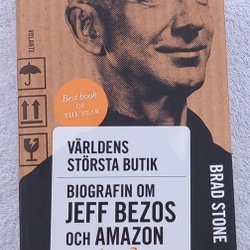 VOLANTE
Best book
OF
THE YEAR
VÄRLDENS
STÖRSTA BUTIK
BIOGRAFIN OM
JEFF BEZOS
OCH AMAZON
BRAD STONE